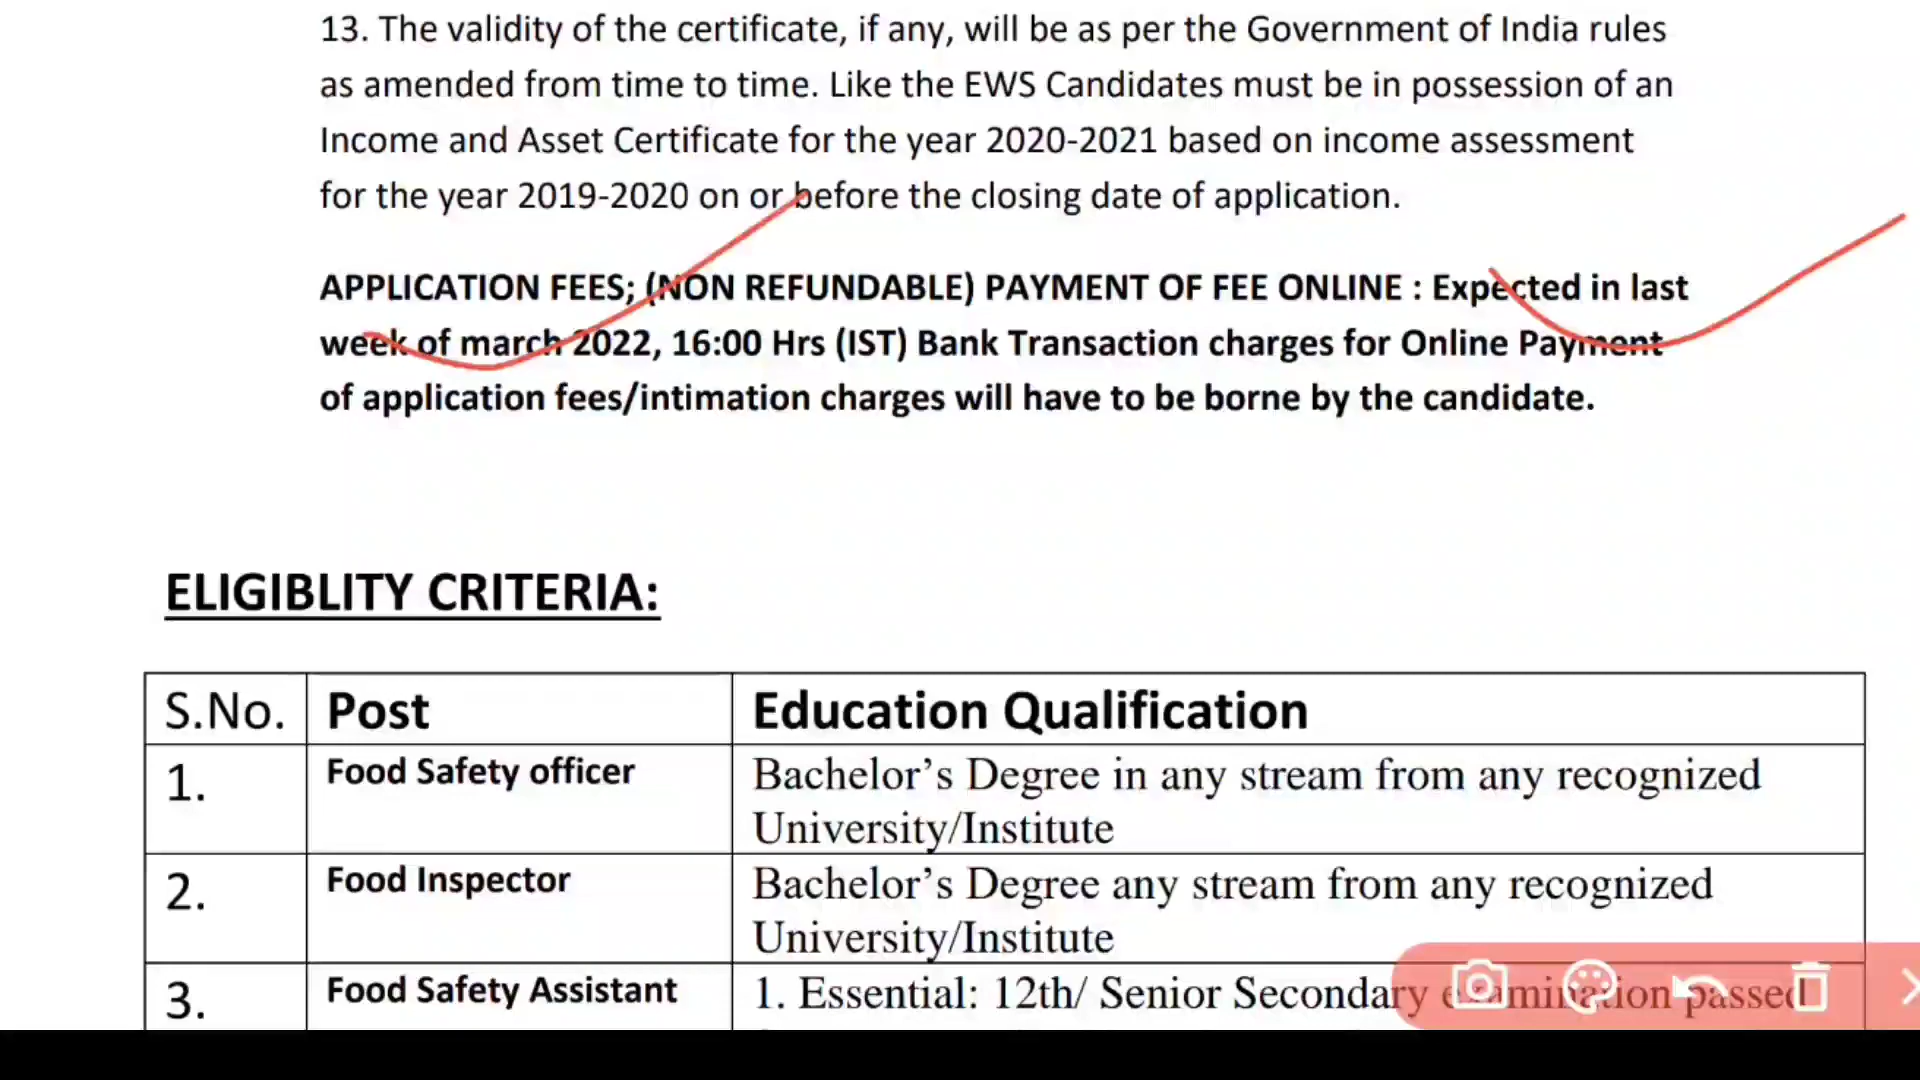 13. The validity of the certificate, if any, will be as per the Government of India rules
as amended from time to time. Like the EWS Candidates must be in possession of an
Income and Asset Certificate for the year 2020-2021 based on income assessment
for the year 2019-2020 on or before the closing date of application.
APPLICATION FEES; (NON REFUNDABLE) PAYMENT OF FEE ONLINE : Expected in last
week of march 2022, 16:00 Hrs (IST) Bank Transaction charges for Online Payment
of application fees/intimation charges will have to be borne by the candidate.
ELIGIBLITY CRITERIA:
S.No. Post Education Qualification
1. Food Safety officer Bachelor's Degree in any stream from any recognized
University/Institute
2. Food Inspector Bachelor's Degree any stream from any recognized
University/Institute
3. Food Safety Assistant 1. Essential: 12th/ Senior Secondary examination passed